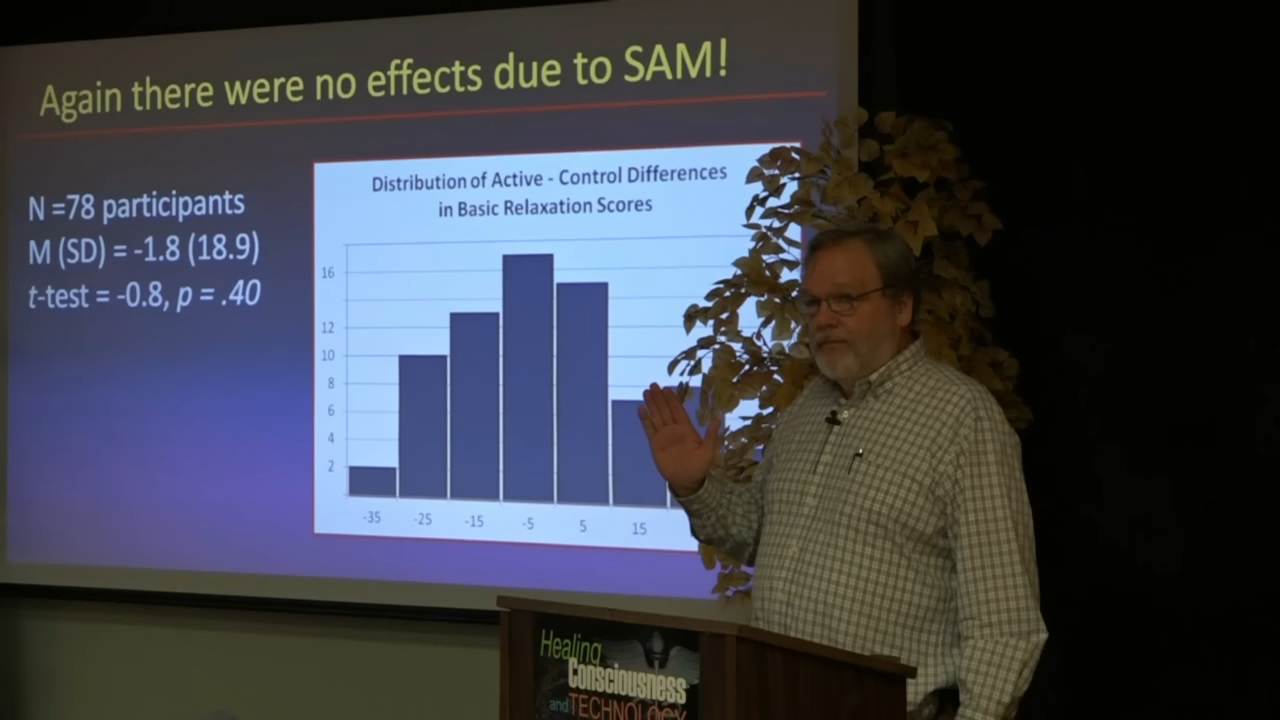 Again there were no effects due to SAM!
N =78 participants
M (SD) = -1.8 (18.9)
t-test = -0.8, p = .40
Distribution of Active - Control Differences
in Basic Relaxation Scores
16
12
10
8
6
4
2
-35 -25 -15 -5 5 15
Healing
Consciousness
and TECHNOLOGY